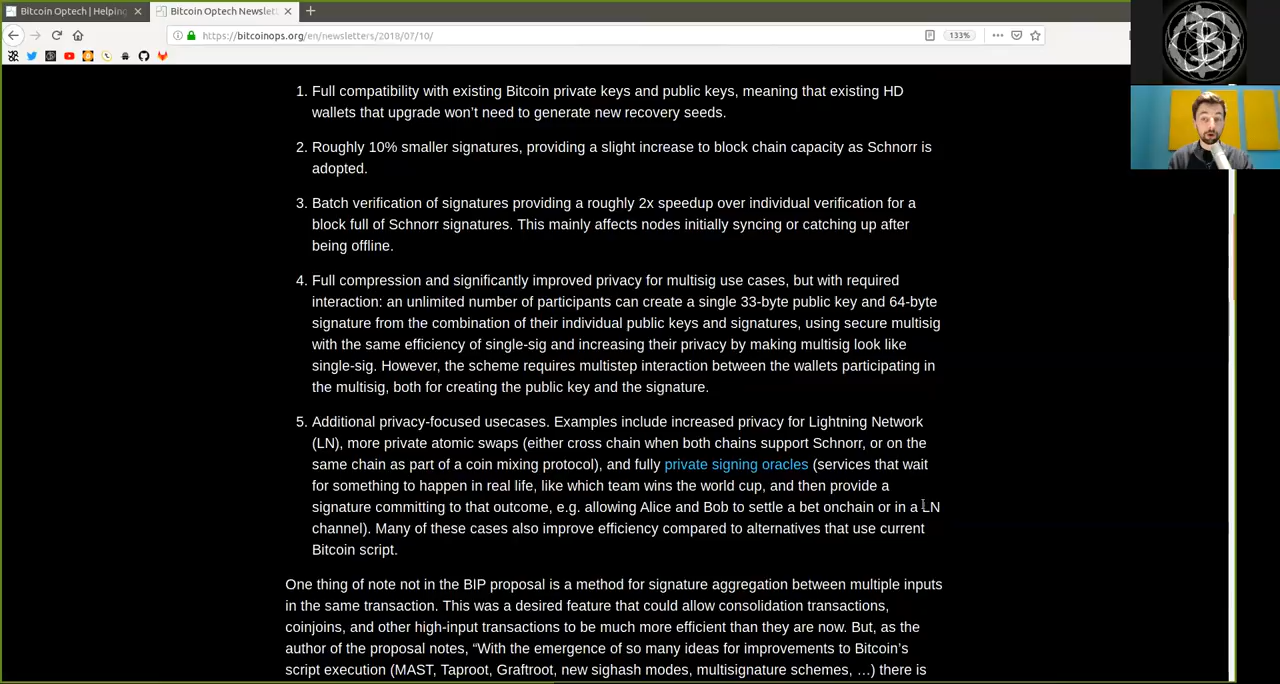 Bitcoin Optech | Helping
Bitcoin Optech Newslett
https://bitcoinops.org/en/newsletters/2018/07/10/
133%
1. Full compatibility with existing Bitcoin private keys and public keys, meaning that existing HD
wallets that upgrade won’t need to generate new recovery seeds.
2. Roughly 10% smaller signatures, providing a slight increase to block chain capacity as Schnorr is
adopted.
3. Batch verification of signatures providing a roughly 2x speedup over individual verification for a
block full of Schnorr signatures. This mainly affects nodes initially syncing or catching up after
being offline.
4. Full compression and significantly improved privacy for multisig use cases, but with required
interaction: an unlimited number of participants can create a single 33-byte public key and 64-byte
signature from the combination of their individual public keys and signatures, using secure multisig
with the same efficiency of single-sig and increasing their privacy by making multisig look like
single-sig. However, the scheme requires multistep interaction between the wallets participating in
the multisig, both for creating the public key and the signature.
5. Additional privacy-focused usecases. Examples include increased privacy for Lightning Network
(LN), more private atomic swaps (either cross chain when both chains support Schnorr, or on the
same chain as part of a coin mixing protocol), and fully private signing oracles (services that wait
for something to happen in real life, like which team wins the world cup, and then provide a
signature committing to that outcome, e.g. allowing Alice and Bob to settle a bet onchain or in a LN
channel). Many of these cases also improve efficiency compared to alternatives that use current
Bitcoin script.
One thing of note not in the BIP proposal is a method for signature aggregation between multiple inputs
in the same transaction. This was a desired feature that could allow consolidation transactions,
coinjoins, and other high-input transactions to be much more efficient than they are now. But, as the
author of the proposal notes, “With the emergence of so many ideas for improvements to Bitcoin’s
script execution (MAST, Taproot, Graftroot, new sighash modes, multisignature schemes, …) there is